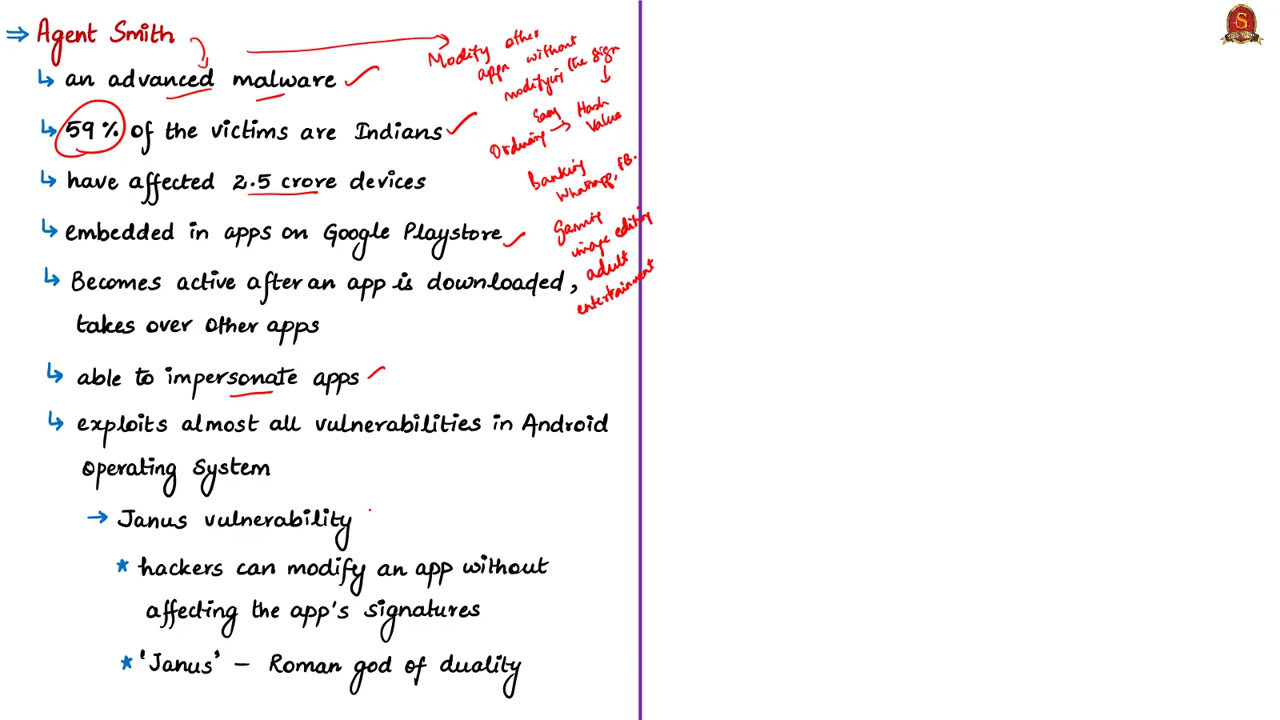 ⇒ Agent Smith
↳ an advanced malware ✓
↳ 59% of the victims are Indians ✓
↳ have affected 2.5 crore devices
↳ embedded in apps on Google Playstore ✓
↳ Becomes active after an app is downloaded,
takes over other apps
↳ able to impersonate apps ✓
↳ exploits almost all vulnerabilities in Android
Operating System
→ Janus vulnerability
* hackers can modify an app without
affecting the app's signatures
* 'Janus' – Roman god of duality
Modify other
apps without
modifying the sign
↓
Easy Hash
Ordinary → Value
Banking
Whatsapp, FB.
Gaming
image editing
adult
entertainment
S